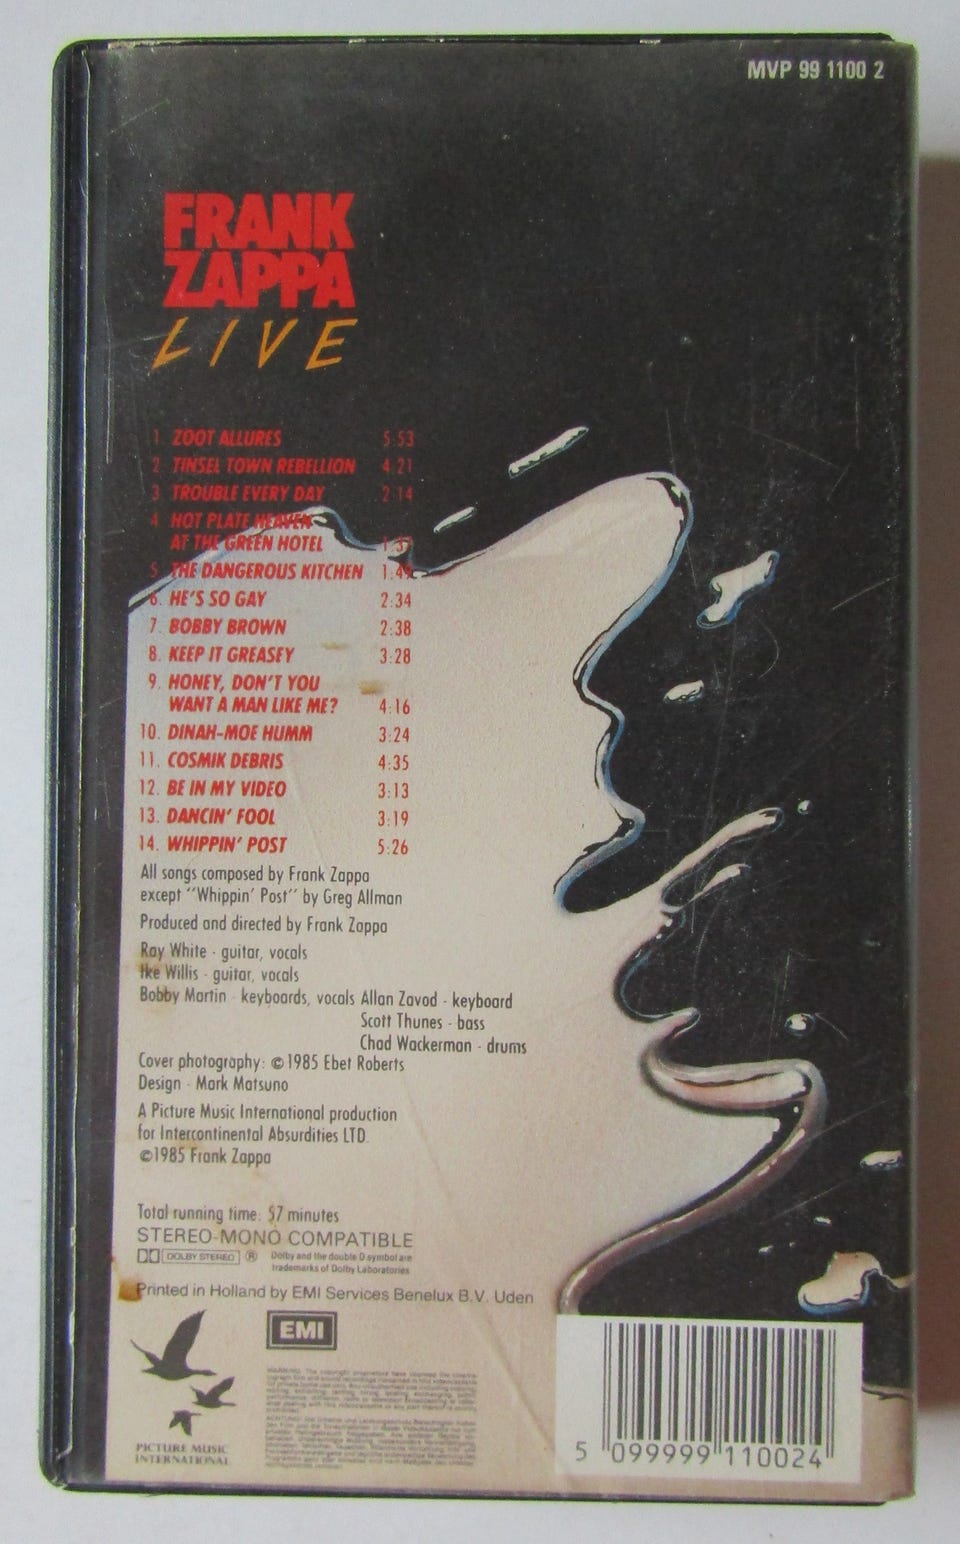 MVP 99 1100 2
FRANK
ZAPPA
LIVE
1 ZOOT ALLURES 5:53
2 TINSEL TOWN REBELLION 4:21
3 TROUBLE EVERY DAY 2:14
4 HOT PLATE HEAVEN
AT THE GREEN HOTEL 1:37
5. THE DANGEROUS KITCHEN 1:49
6. HE'S SO GAY 2:34
7. BOBBY BROWN 2:38
8. KEEP IT GREASEY 3:28
9. HONEY, DON'T YOU
WANT A MAN LIKE ME? 4:16
10. DINAH-MOE HUMM 3:24
11. COSMIK DEBRIS 4:35
12. BE IN MY VIDEO 3:13
13. DANCIN' FOOL 3:19
14. WHIPPIN' POST 5:26
All songs composed by Frank Zappa
except "Whippin' Post" by Greg Allman
Produced and directed by Frank Zappa
Ray White - guitar, vocals
Ike Willis - guitar, vocals
Bobby Martin - keyboards, vocals Allan Zavod - keyboard
Scott Thunes - bass
Chad Wackerman - drums
Cover photography: ©1985 Ebet Roberts
Design - Mark Matsuno
A Picture Music International production
for Intercontinental Absurdities LTD.
©1985 Frank Zappa
Total running time: 57 minutes
STEREO-MONO COMPATIBLE
DOLBY STEREO ® Dolby and the double D symbol are
trademarks of Dolby Laboratories
Printed in Holland by EMI Services Benelux B.V. Uden
EMI
PICTURE MUSIC
INTERNATIONAL
5 099999 110024